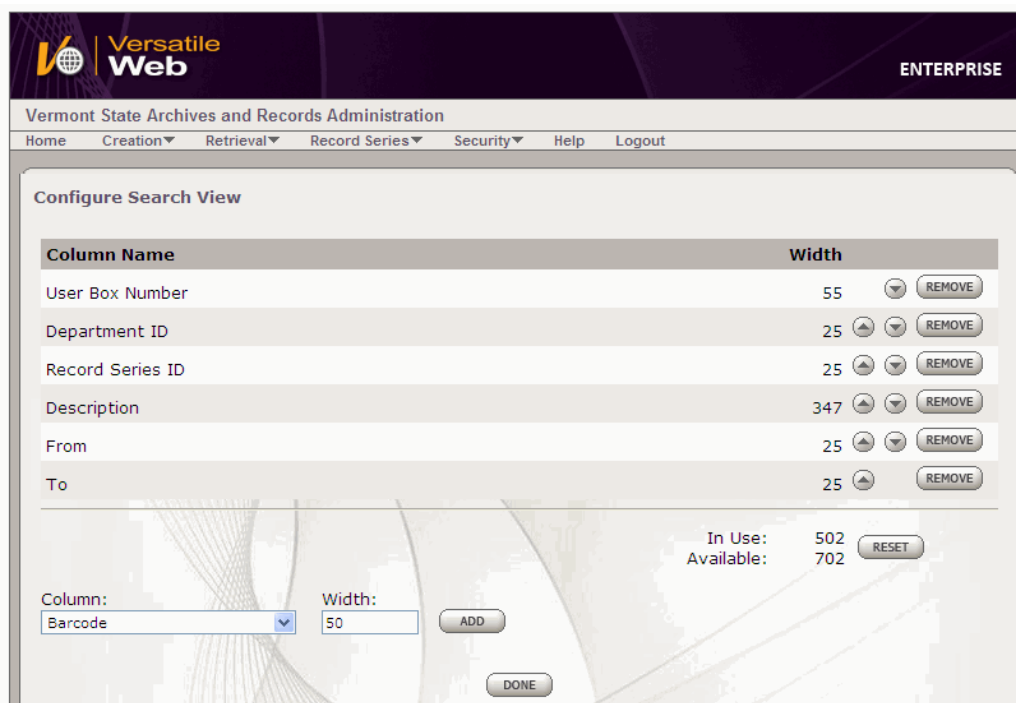 Versatile
Web
ENTERPRISE
Vermont State Archives and Records Administration
Home Creation Retrieval Record Series Security Help Logout
Configure Search View
Column Name Width
User Box Number 55 REMOVE
Department ID 25 REMOVE
Record Series ID 25 REMOVE
Description 347 REMOVE
From 25 REMOVE
To 25 REMOVE
In Use: 502
Available: 702 RESET
Column: Width:
Barcode 50 ADD
DONE